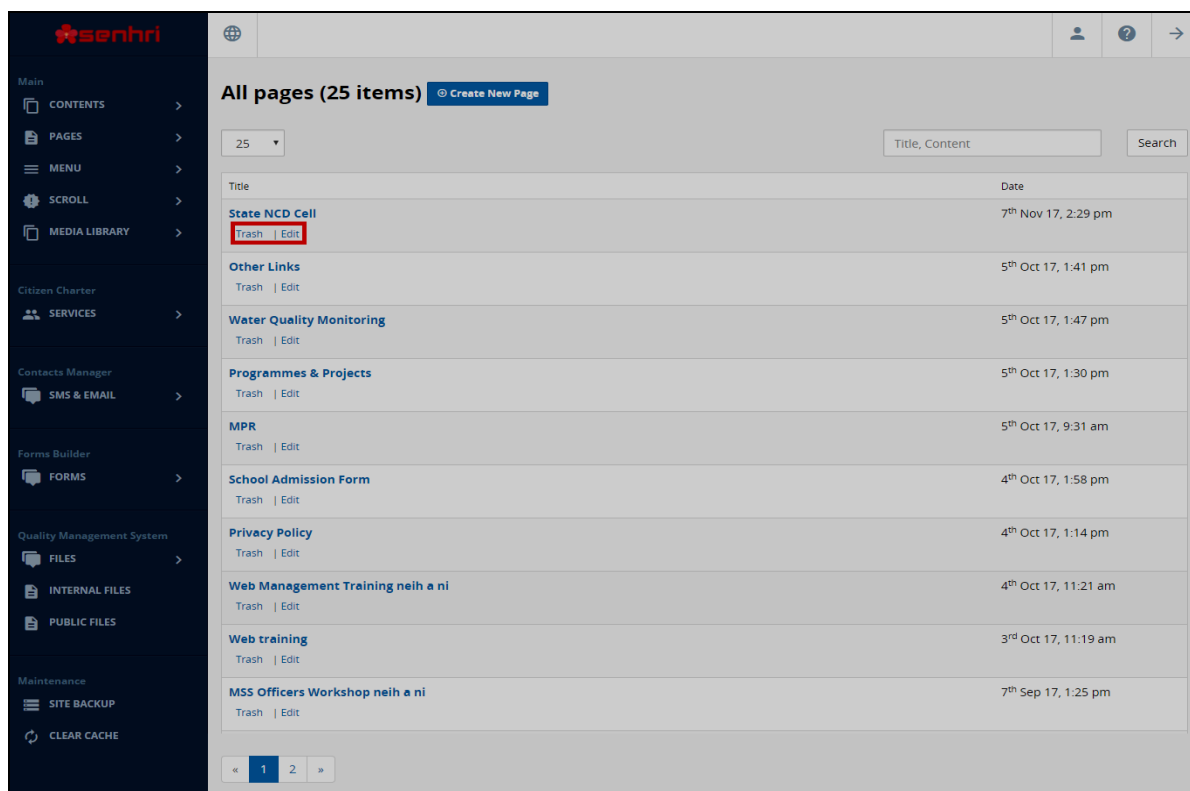 senhri
Main
CONTENTS
PAGES
MENU
SCROLL
MEDIA LIBRARY
Citizen Charter
SERVICES
Contacts Manager
SMS & EMAIL
Forms Builder
FORMS
Quality Management System
FILES
INTERNAL FILES
PUBLIC FILES
Maintenance
SITE BACKUP
CLEAR CACHE
All pages (25 items) Create New Page
25 Title, Content Search
Title Date
State NCD Cell 7th Nov 17, 2:29 pm
Trash | Edit
Other Links 5th Oct 17, 1:41 pm
Trash | Edit
Water Quality Monitoring 5th Oct 17, 1:47 pm
Trash | Edit
Programmes & Projects 5th Oct 17, 1:30 pm
Trash | Edit
MPR 5th Oct 17, 9:31 am
Trash | Edit
School Admission Form 4th Oct 17, 1:58 pm
Trash | Edit
Privacy Policy 4th Oct 17, 1:14 pm
Trash | Edit
Web Management Training neih a ni 4th Oct 17, 11:21 am
Trash | Edit
Web training 3rd Oct 17, 11:19 am
Trash | Edit
MSS Officers Workshop neih a ni 7th Sep 17, 1:25 pm
Trash | Edit
« 1 2 »